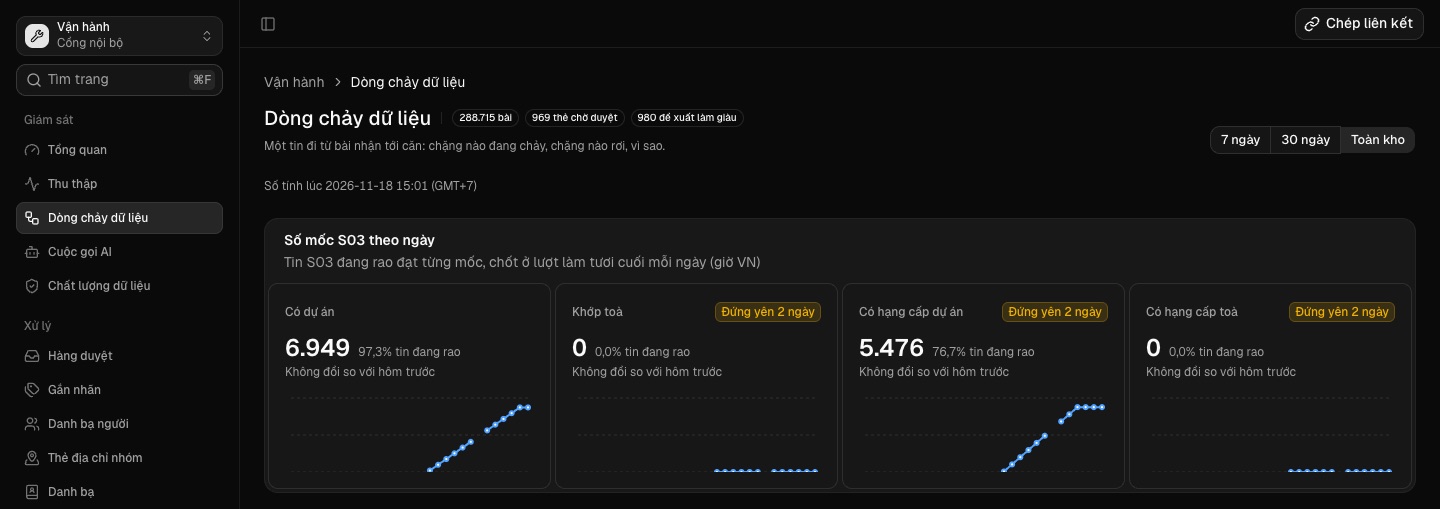 Vận hành
Cổng nội bộ
Tìm trang
⌘F
Giám sát
Tổng quan
Thu thập
Dòng chảy dữ liệu
Cuộc gọi AI
Chất lượng dữ liệu
Xử lý
Hàng duyệt
Gắn nhãn
Danh bạ người
Thẻ địa chỉ nhóm
Danh bạ
Chép liên kết
Vận hành > Dòng chảy dữ liệu
Dòng chảy dữ liệu
288.715 bài
969 thẻ chờ duyệt
980 đề xuất làm giàu
Một tin đi từ bài nhận tới căn: chặng nào đang chảy, chặng nào rơi, vì sao.
7 ngày
30 ngày
Toàn kho
Số tính lúc 2026-11-18 15:01 (GMT+7)
Số mốc S03 theo ngày
Tin S03 đang rao đạt từng mốc, chốt ở lượt làm tươi cuối mỗi ngày (giờ VN)
Có dự án
6.949 97,3% tin đang rao
Không đổi so với hôm trước
Khớp toà
Đứng yên 2 ngày
0 0,0% tin đang rao
Không đổi so với hôm trước
Có hạng cấp dự án
Đứng yên 2 ngày
5.476 76,7% tin đang rao
Không đổi so với hôm trước
Có hạng cấp toà
Đứng yên 2 ngày
0 0,0% tin đang rao
Không đổi so với hôm trước